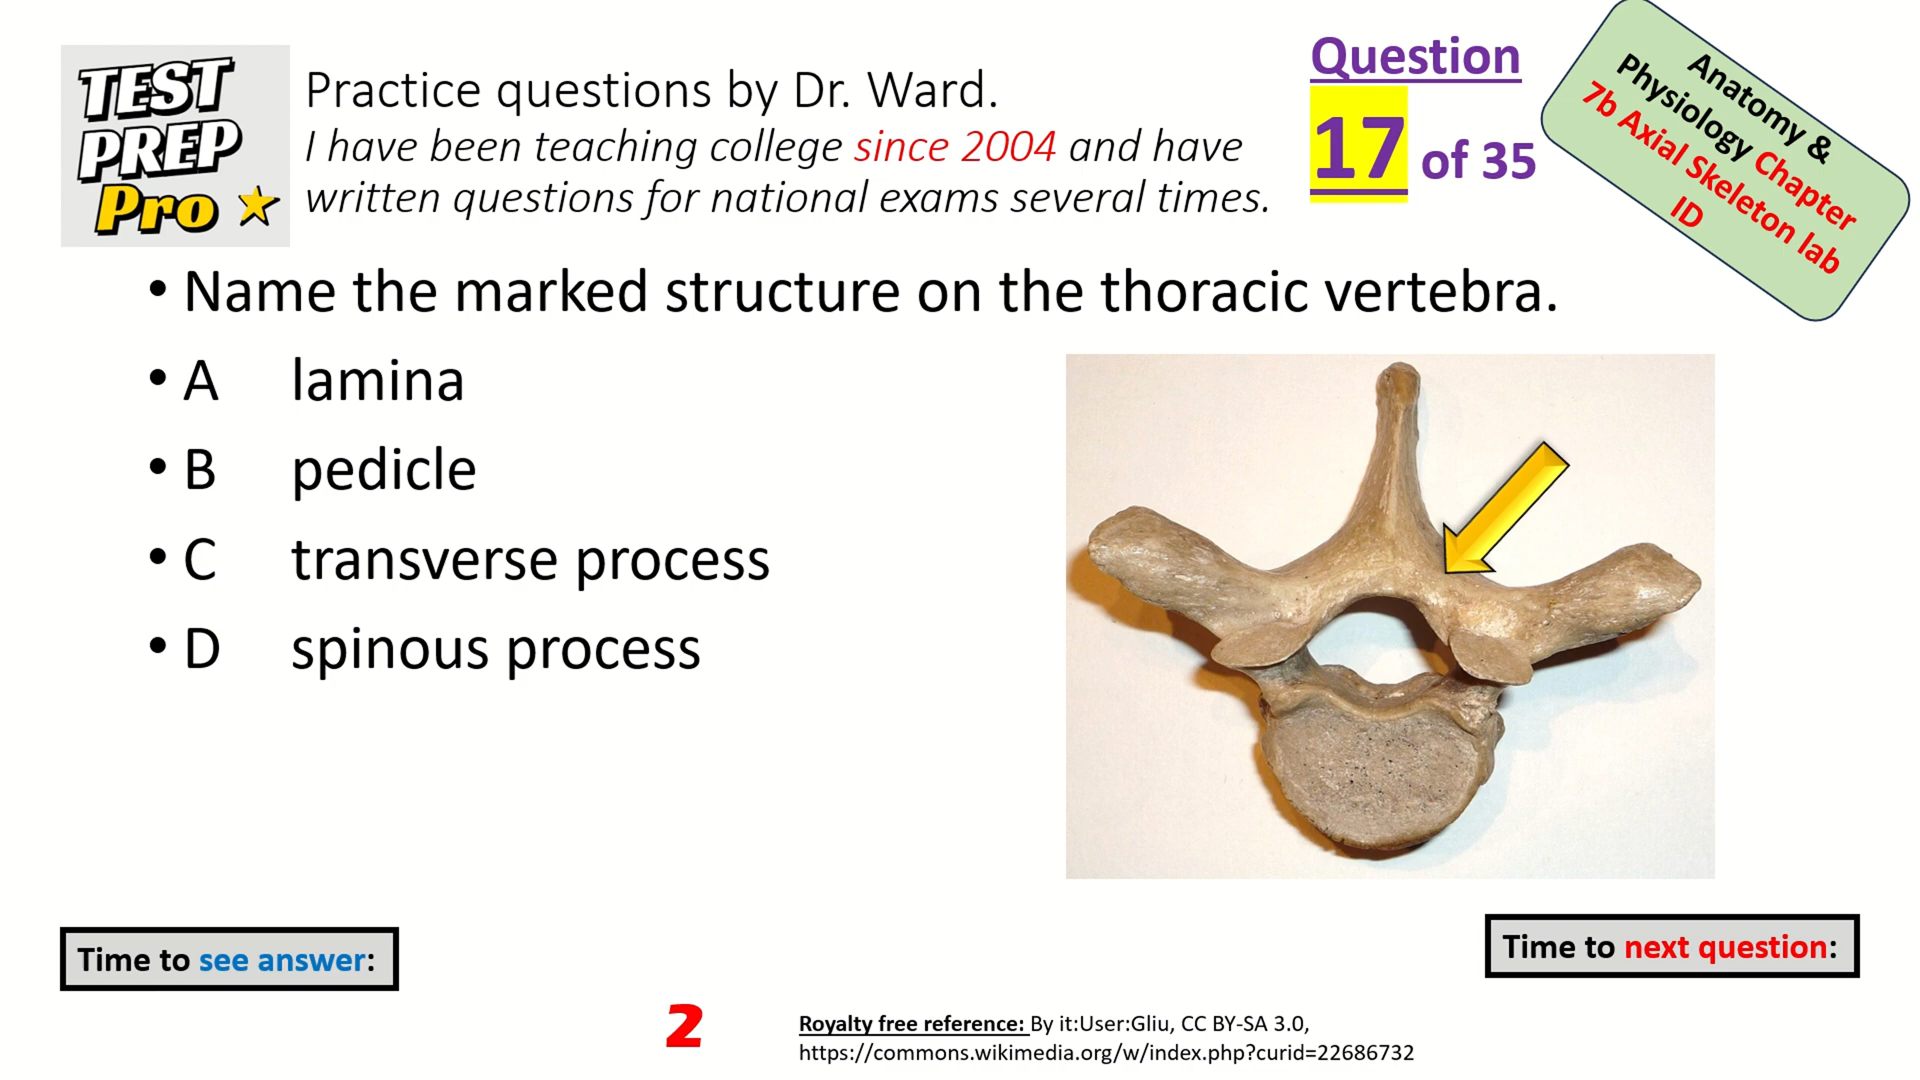 TEST
PREP
Pro
Practice questions by Dr. Ward.
I have been teaching college since 2004 and have
written questions for national exams several times.
Question
17 of 35
Anatomy &
Physiology Chapter
7b Axial Skeleton lab
ID
• Name the marked structure on the thoracic vertebra.
• A lamina
• B pedicle
• C transverse process
• D spinous process
Time to see answer:
Time to next question:
2
Royalty free reference: By it:User:Gliu, CC BY-SA 3.0,
https://commons.wikimedia.org/w/index.php?curid=22686732